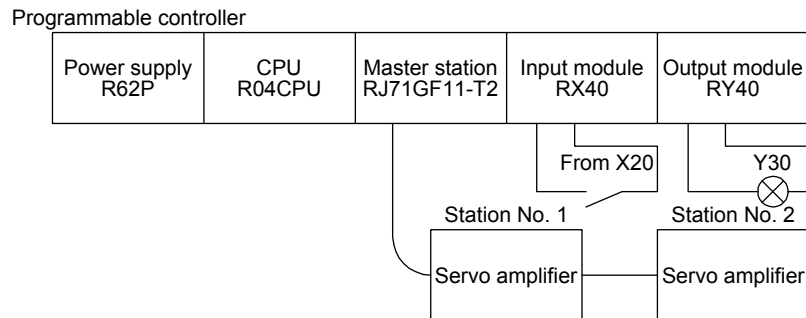 Programmable controller
Power supply
R62P
CPU
R04CPU
Master station
RJ71GF11-T2
Input module
RX40
Output module
RY40
From X20
Y30
Station No. 1
Station No. 2
Servo amplifier
Servo amplifier